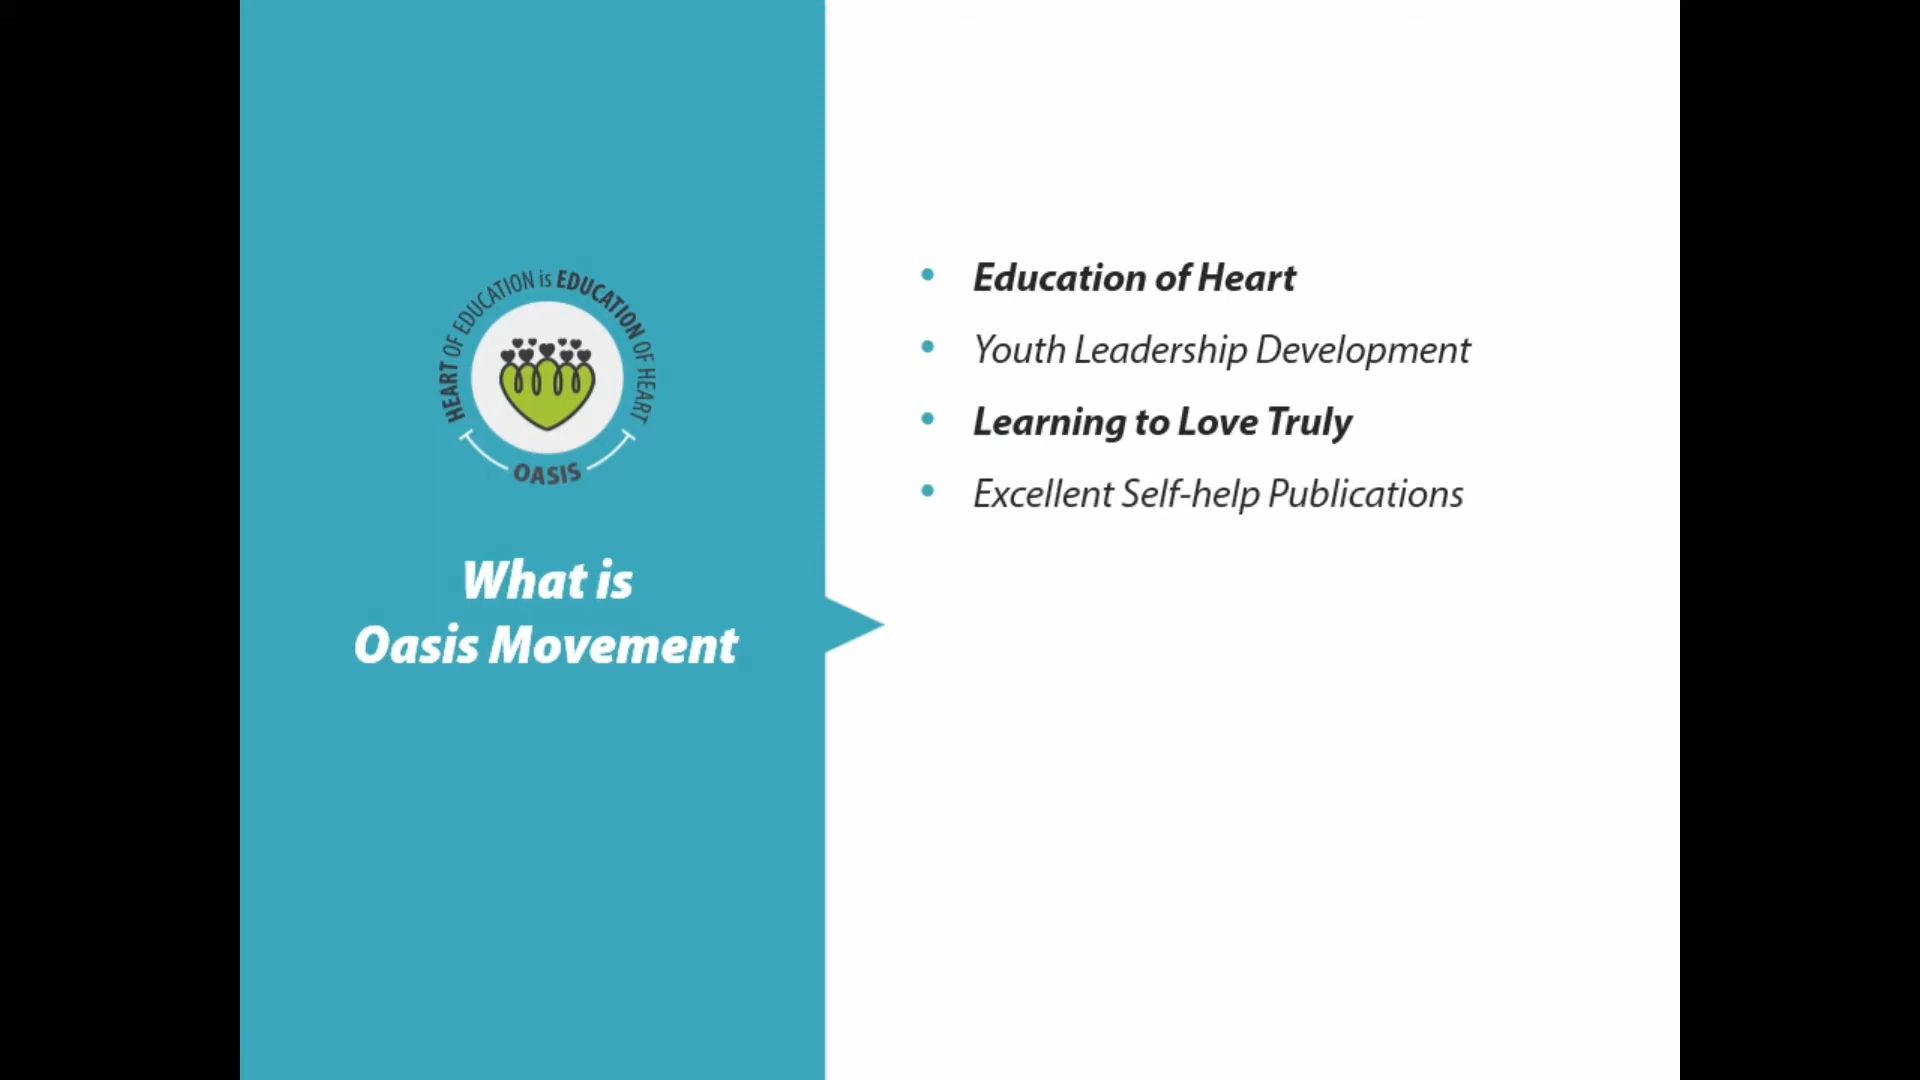 HEART OF EDUCATION is EDUCATION OF HEART
OASIS
What is
Oasis Movement
• Education of Heart
• Youth Leadership Development
• Learning to Love Truly
• Excellent Self-help Publications